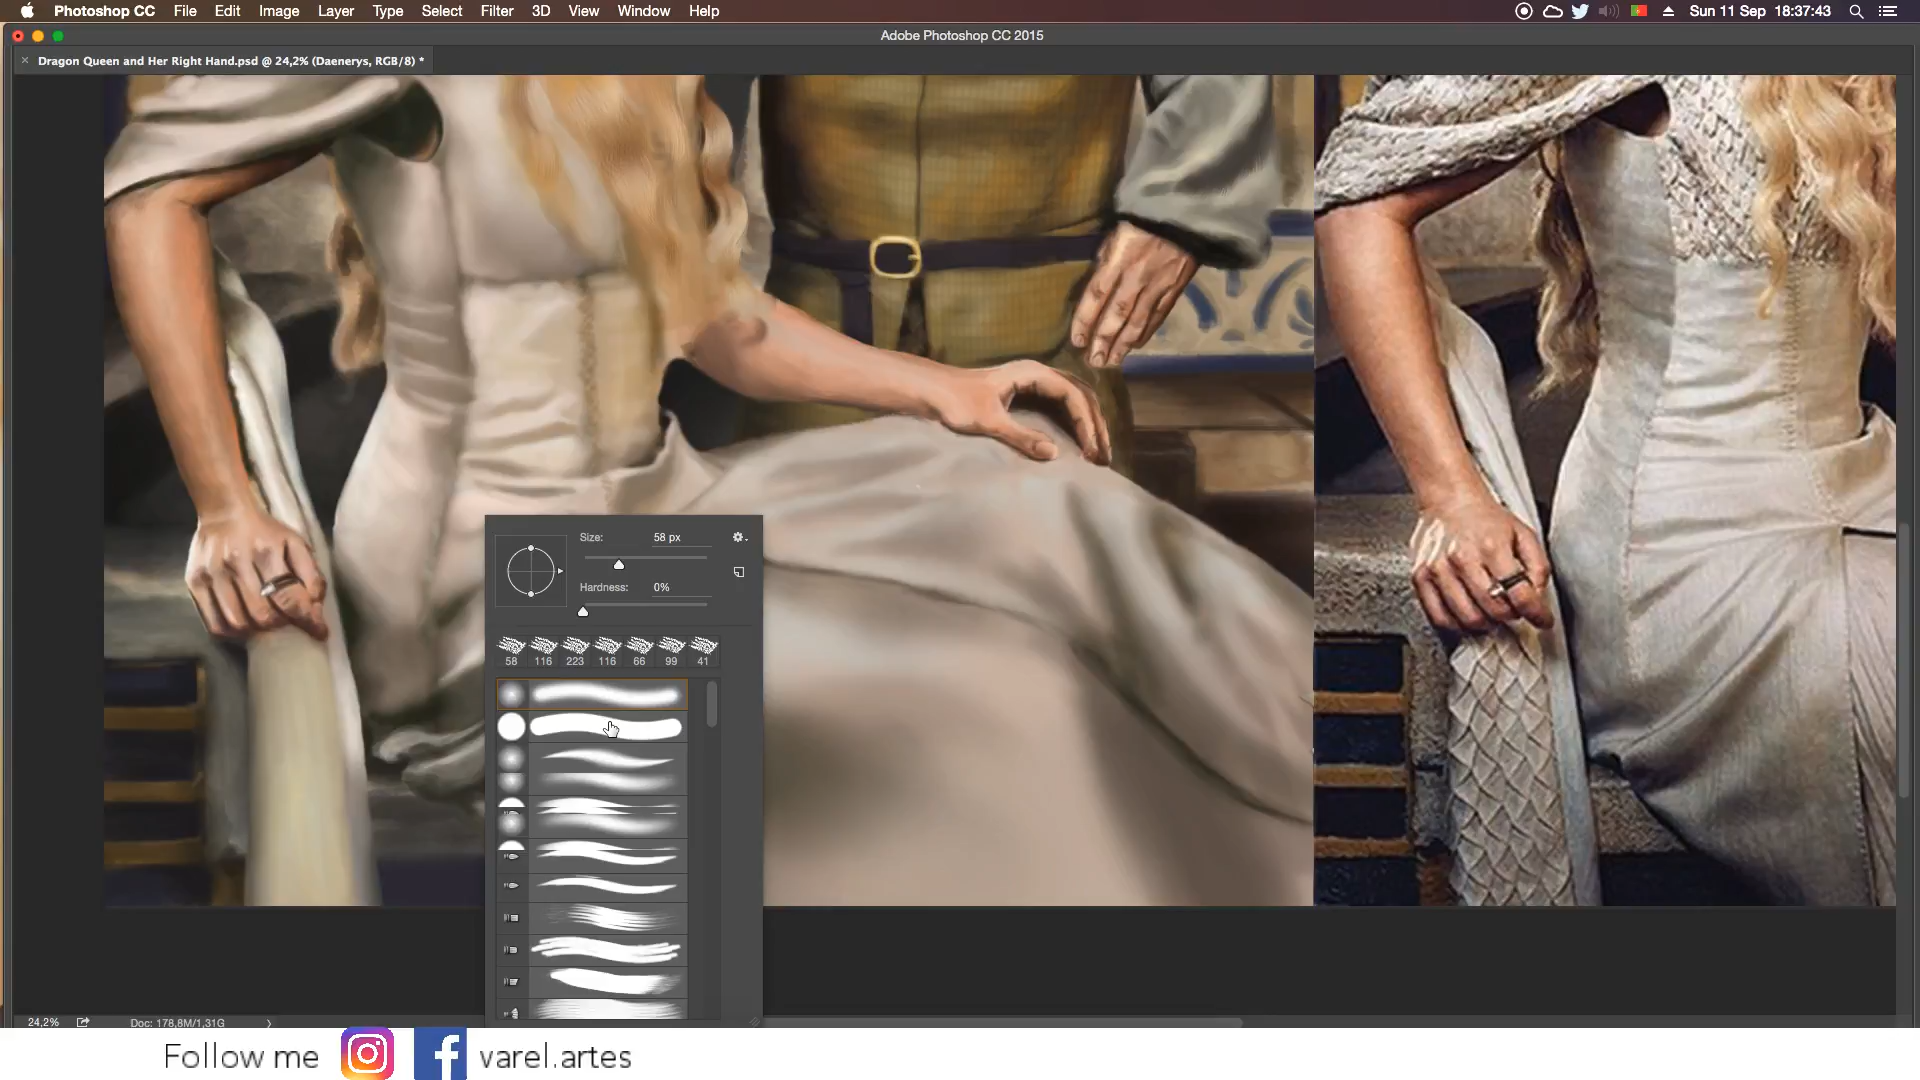 Photoshop CC File Edit Image Layer Type Select Filter 3D View Window Help Sun 11 Sep 18:37:43
Adobe Photoshop CC 2015
Dragon Queen and Her Right Hand.psd @ 24,2% (Daenerys, RGB/8) *
Size: 58 px
Hardness: 0%
58 116 223 116 66 99 41
24,2% Doc: 178,8M/1,31G
Follow me varel.artes